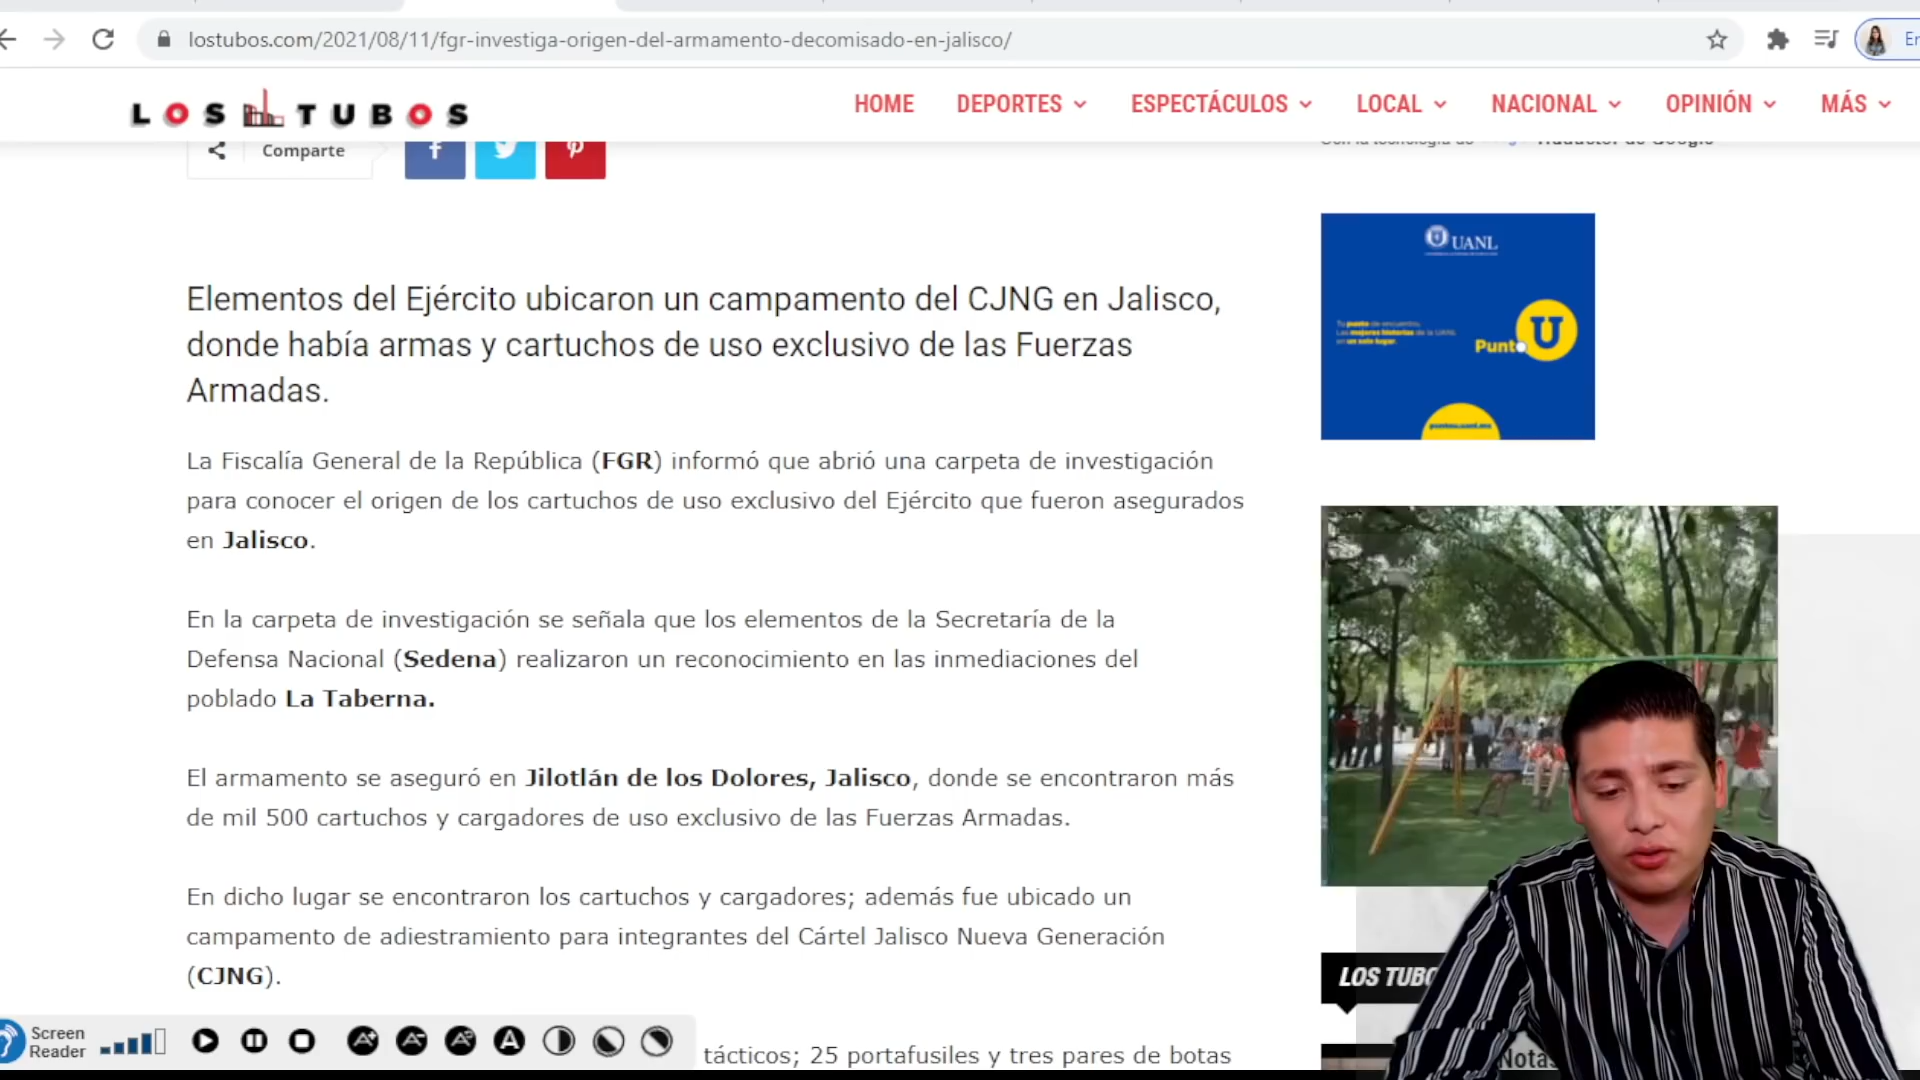 lostubos.com/2021/08/11/fgr-investiga-origen-del-armamento-decomisado-en-jalisco/
Er
LOS TUBOS
HOME DEPORTES ESPECTÁCULOS LOCAL NACIONAL OPINIÓN MÁS
Comparte
UANL
Punto U
Elementos del Ejército ubicaron un campamento del CJNG en Jalisco,
donde había armas y cartuchos de uso exclusivo de las Fuerzas
Armadas.
La Fiscalía General de la República (FGR) informó que abrió una carpeta de investigación
para conocer el origen de los cartuchos de uso exclusivo del Ejército que fueron asegurados
en Jalisco.
En la carpeta de investigación se señala que los elementos de la Secretaría de la
Defensa Nacional (Sedena) realizaron un reconocimiento en las inmediaciones del
poblado La Taberna.
El armamento se aseguró en Jilotlán de los Dolores, Jalisco, donde se encontraron más
de mil 500 cartuchos y cargadores de uso exclusivo de las Fuerzas Armadas.
En dicho lugar se encontraron los cartuchos y cargadores; además fue ubicado un
campamento de adiestramiento para integrantes del Cártel Jalisco Nueva Generación
(CJNG).
LOS TUBO
Screen
Reader
tácticos; 25 portafusiles y tres pares de botas
Notas